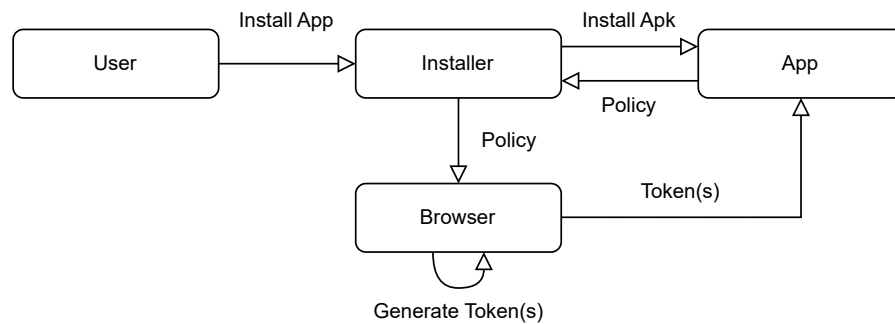 Install App
Install Apk
User
Installer
App
Policy
Policy
Token(s)
Browser
Generate Token(s)